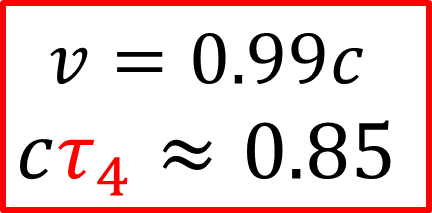 𝑣 = 0.99𝑐
𝑐𝜏₄ ≈ 0.85